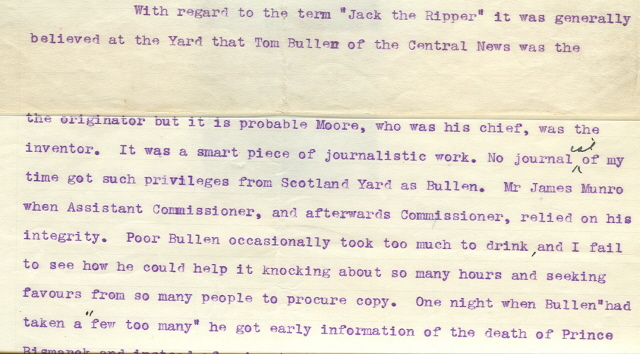 With regard to the term "Jack the Ripper" it was generally
believed at the Yard that Tom Bullen of the Central News was the
the originator but it is probable Moore, who was his chief, was the
inventor. It was a smart piece of journalistic work. No journalist of my
time got such privileges from Scotland Yard as Bullen. Mr James Munro
when Assistant Commissioner, and afterwards Commissioner, relied on his
integrity. Poor Bullen occasionally took too much to drink, and I fail
to see how he could help it knocking about so many hours and seeking
favours from so many people to procure copy. One night when Bullen "had
taken a "few too many" he got early information of the death of Prince
Bismarck and instead of